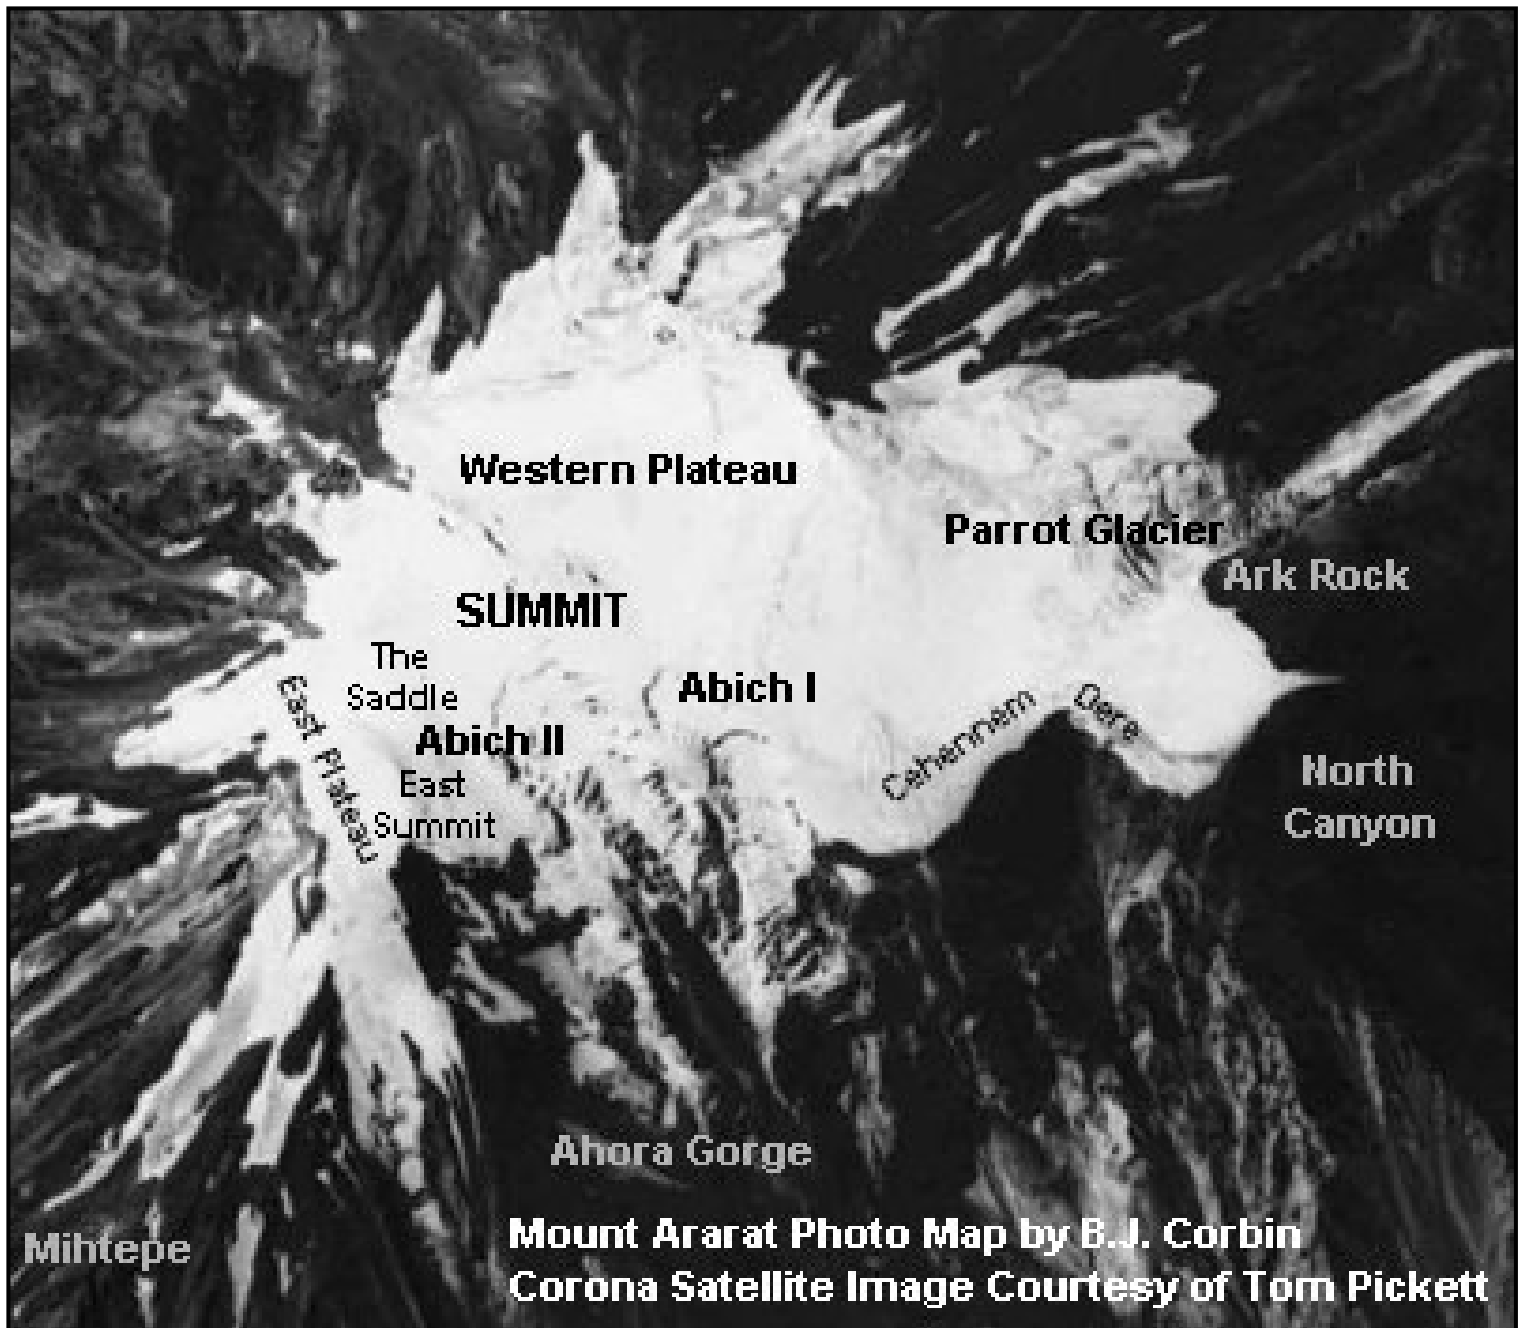 Western Plateau
Parrot Glacier
Ark Rock
SUMMIT
The
Saddle
Abich I
East Plateau
Abich II
Cehennem
Dere
East
Summit
North
Canyon
Ahora Gorge
Mihtepe
Mount Ararat Photo Map by B.J. Corbin
Corona Satellite Image Courtesy of Tom Pickett